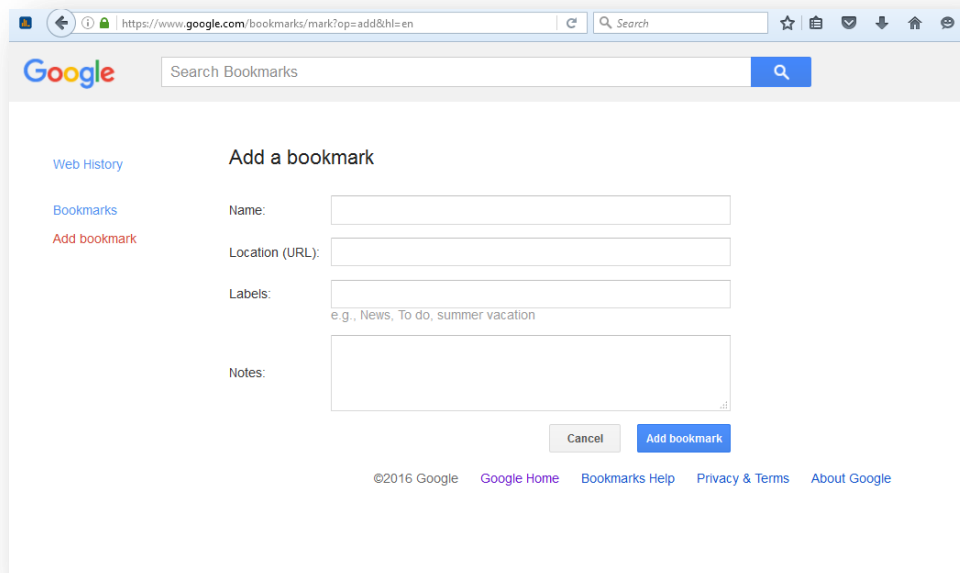 https://www.google.com/bookmarks/mark?op=add&hl=en
Search
Google
Search Bookmarks
Web History
Bookmarks
Add bookmark
Add a bookmark
Name:
Location (URL):
Labels:
e.g., News, To do, summer vacation
Notes:
Cancel
Add bookmark
©2016 Google Google Home Bookmarks Help Privacy & Terms About Google